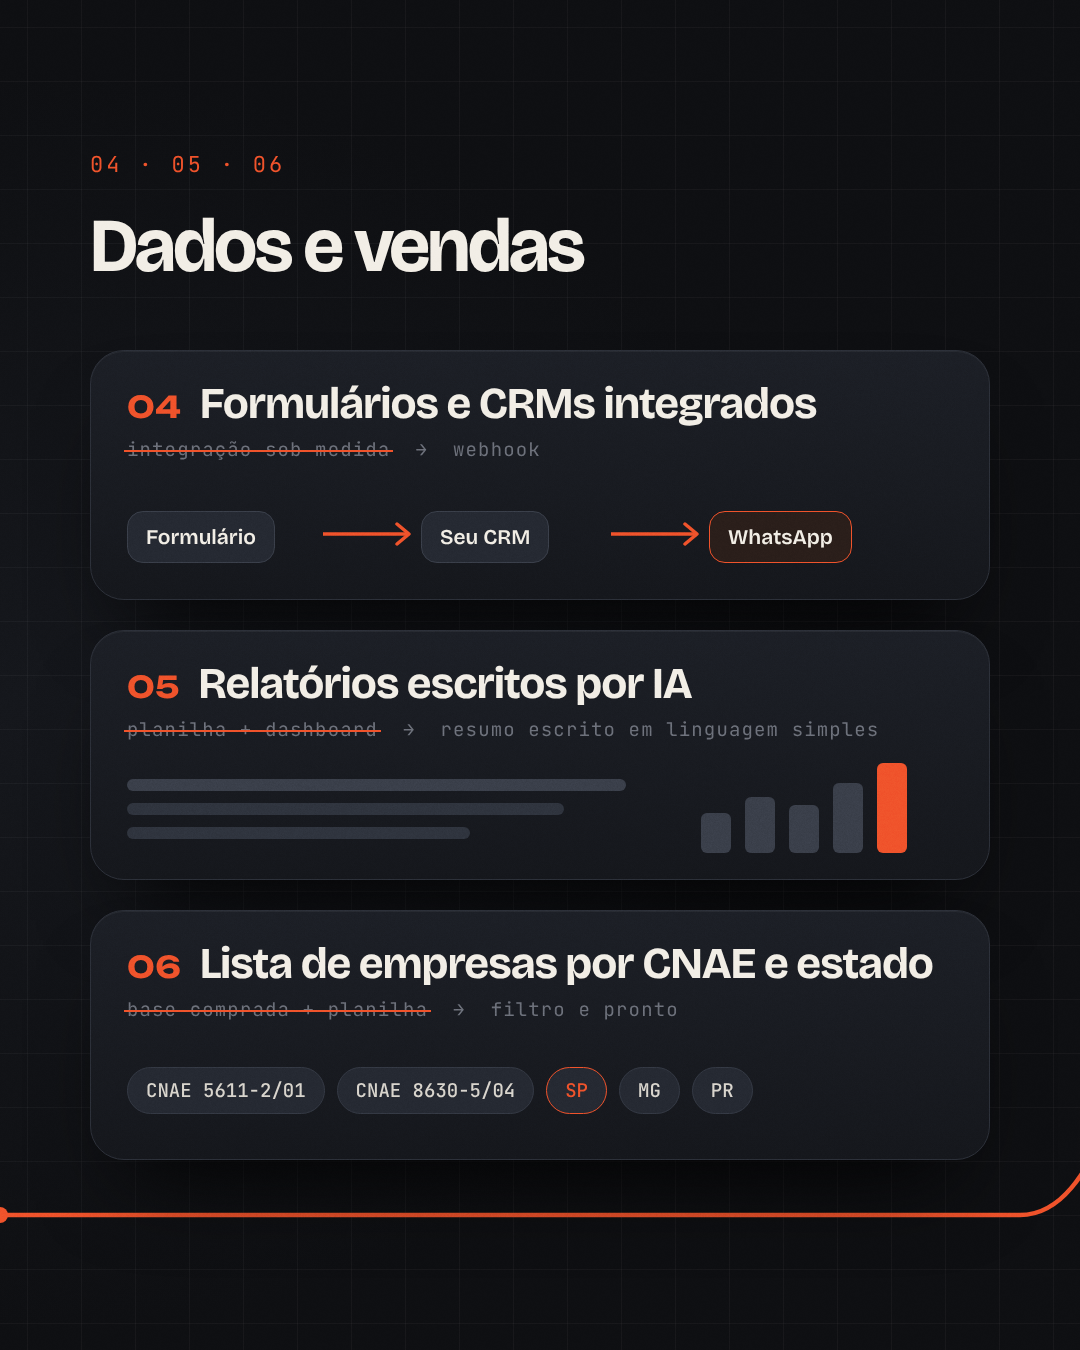 04 · 05 · 06
Dados e vendas
04 Formulários e CRMs integrados
integração sob medida → webhook
Formulário → Seu CRM → WhatsApp
05 Relatórios escritos por IA
planilha + dashboard → resumo escrito em linguagem simples
06 Lista de empresas por CNAE e estado
base comprada + planilha → filtro e pronto
CNAE 5611-2/01 CNAE 8630-5/04 SP MG PR